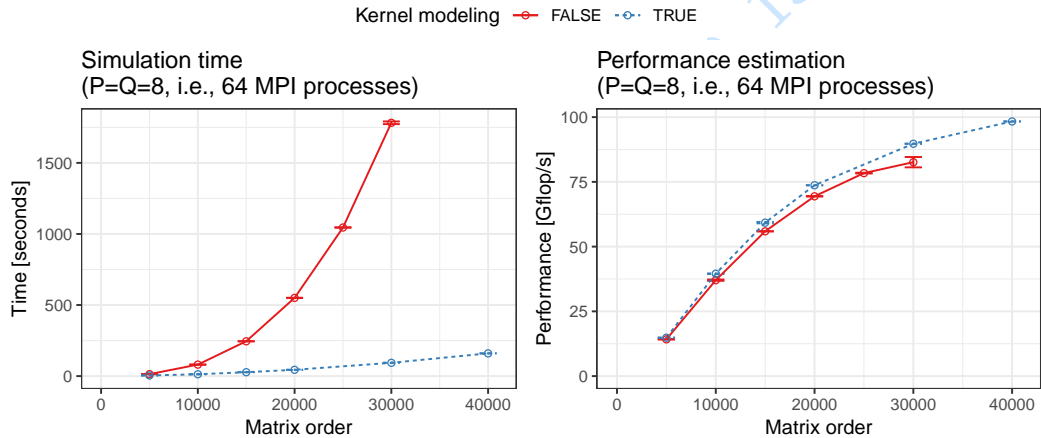 Kernel modeling FALSE TRUE
Simulation time
(P=Q=8, i.e., 64 MPI processes)
Time [seconds]
1500
1000
500
0
0 10000 20000 30000 40000
Matrix order
Performance estimation
(P=Q=8, i.e., 64 MPI processes)
Performance [Gflop/s]
100
75
50
25
0
0 10000 20000 30000 40000
Matrix order